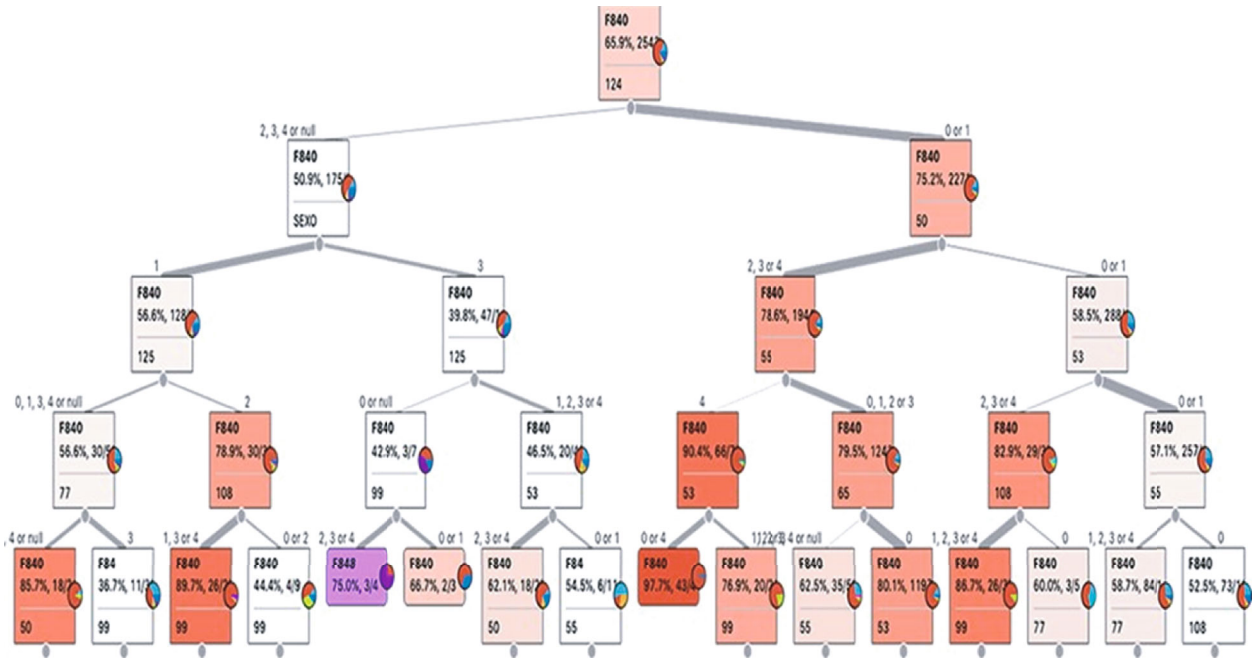 F840
65.9%, 254
124
2, 3, 4 or null
0 or 1
F840
50.9%, 175
SEXO
F840
75.2%, 227
50
1
3
2, 3 or 4
0 or 1
F840
56.6%, 128
125
F840
39.8%, 47/1
125
F840
78.6%, 194
55
F840
58.5%, 288
53
0, 1, 3, 4 or null
2
0 or null
1, 2, 3 or 4
4
0, 1, 2 or 3
2, 3 or 4
0 or 1
F840
56.6%, 30/5
77
F840
78.9%, 30/
108
F840
42.9%, 3/7
99
F840
46.5%, 20/
53
F840
90.4%, 66/7
53
F840
79.5%, 124
65
F840
82.9%, 29/
108
F840
57.1%, 257
55
, 4 or null
3
1, 3 or 4
0 or 2
2, 3 or 4
0 or 1
2, 3 or 4
0 or 1
0 or 4
4 or null
0
1, 2, 3 or 4
0
1, 2, 3 or 4
0
F840
85.7%, 18/
50
F84
36.7%, 11/
99
F840
89.7%, 26/
99
F840
44.4%, 4/9
99
F848
75.0%, 3/4
F840
66.7%, 2/3
F840
62.1%, 18/
50
F84
54.5%, 6/1
55
F840
97.7%, 43/
F840
76.9%, 20/
99
F840
62.5%, 35/5
55
F840
80.1%, 119
53
F840
86.7%, 26/
99
F840
60.0%, 3/5
77
F840
58.7%, 84/1
77
F840
52.5%, 73/
108